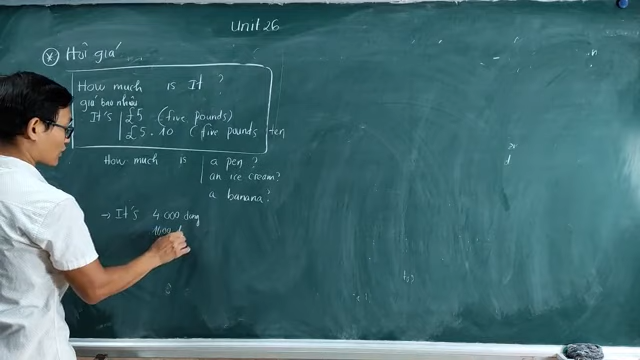 Unit 26
* Hỏi giá
How much is It ?
giá bao nhiêu
It's £5 (five pounds)
£5.10 (five pounds ten
How much is a pen ?
an ice cream ?
a banana ?
→ It's 4 000 dong
1000 d